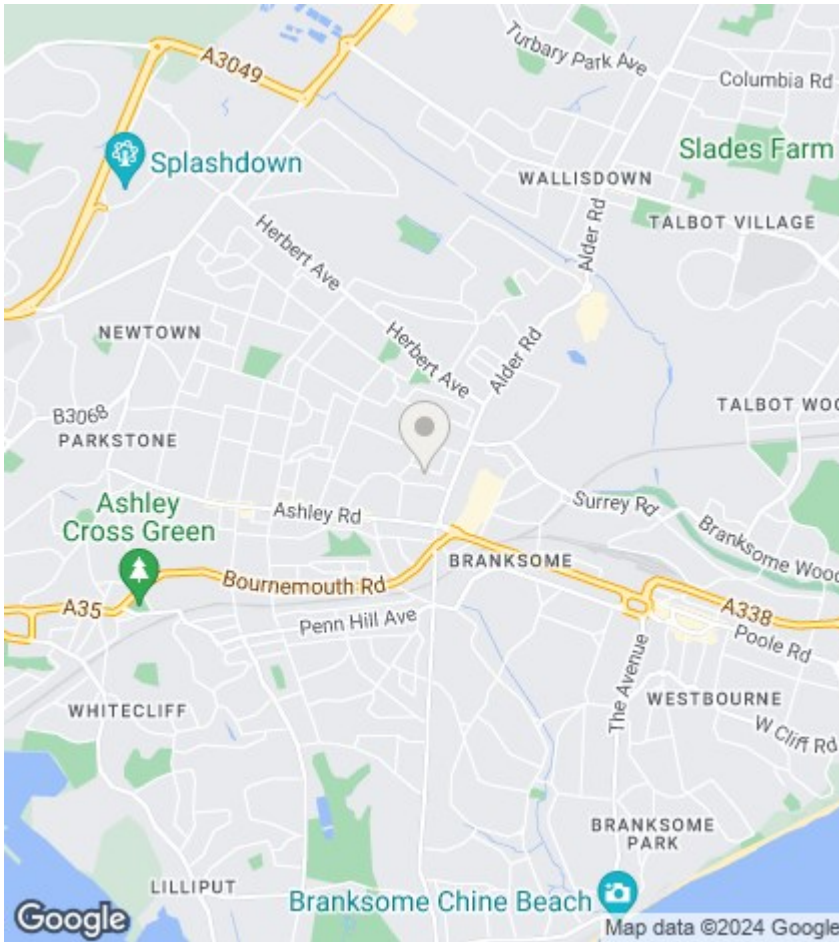 A3049
Turbary Park Ave
Columbia Rd
Splashdown
Slades Farm
WALLISDOWN
TALBOT VILLAGE
Herbert Ave
Alder Rd
NEWTOWN
Herbert Ave
Alder Rd
B3068
TALBOT WOO
PARKSTONE
Ashley
Cross Green
Ashley Rd
Surrey Rd
Branksome Wood
BRANKSOME
Bournemouth Rd
A35
A338
Penn Hill Ave
Poole Rd
The Avenue
WHITECLIFF
WESTBOURNE
W Cliff Rd
BRANKSOME
PARK
LILLIPUT
Branksome Chine Beach
Google
Map data ©2024 Google